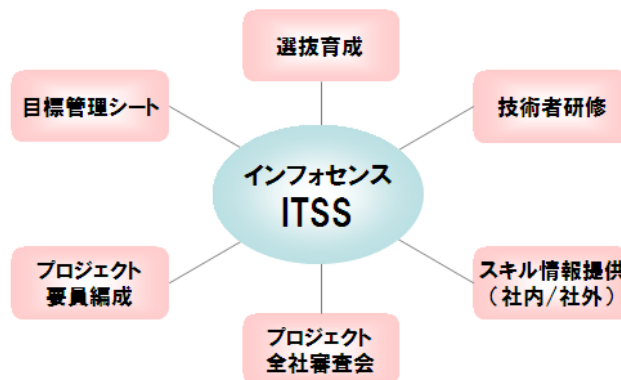 選抜育成
目標管理シート
技術者研修
インフォセンス
ITSS
プロジェクト
要員編成
スキル情報提供
(社内/社外)
プロジェクト
全社審査会